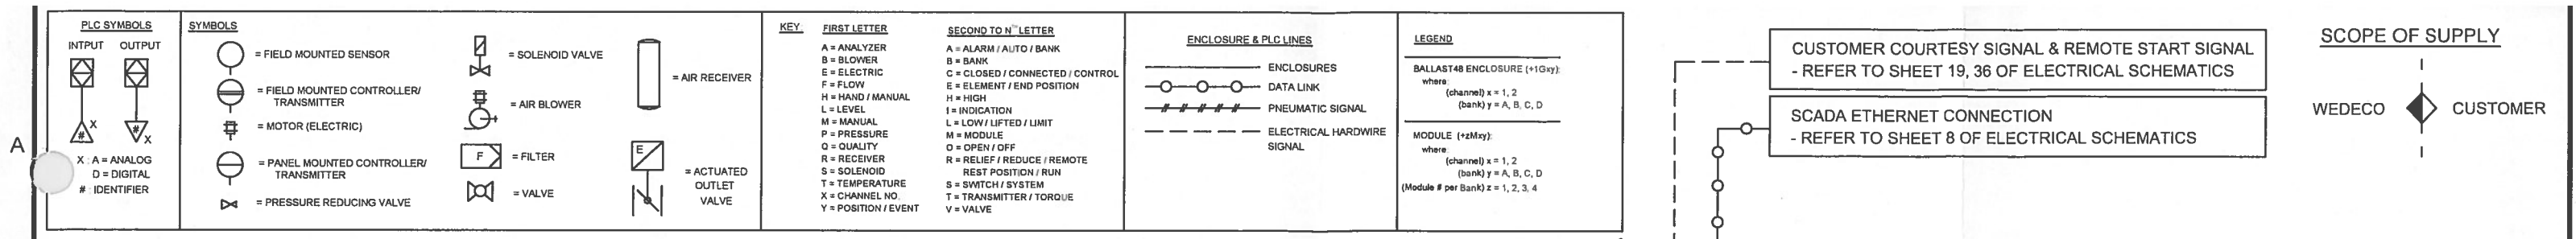 A
PLC SYMBOLS
INTPUT OUTPUT
X
#
X
#
X : A = ANALOG
D = DIGITAL
# : IDENTIFIER
SYMBOLS
= FIELD MOUNTED SENSOR
= FIELD MOUNTED CONTROLLER/
TRANSMITTER
= MOTOR (ELECTRIC)
= PANEL MOUNTED CONTROLLER/
TRANSMITTER
= PRESSURE REDUCING VALVE
= SOLENOID VALVE
= AIR BLOWER
F
= FILTER
= VALVE
= AIR RECEIVER
E
= ACTUATED
OUTLET
VALVE
KEY:
FIRST LETTER
A = ANALYZER
B = BLOWER
E = ELECTRIC
F = FLOW
H = HAND / MANUAL
L = LEVEL
M = MANUAL
P = PRESSURE
Q = QUALITY
R = RECEIVER
S = SOLENOID
T = TEMPERATURE
X = CHANNEL NO.
Y = POSITION / EVENT
SECOND TO NTH LETTER
A = ALARM / AUTO / BANK
B = BANK
C = CLOSED / CONNECTED / CONTROL
E = ELEMENT / END POSITION
H = HIGH
I = INDICATION
L = LOW / LIFTED / LIMIT
M = MODULE
O = OPEN / OFF
R = RELIEF / REDUCE / REMOTE
REST POSITION / RUN
S = SWITCH / SYSTEM
T = TRANSMITTER / TORQUE
V = VALVE
ENCLOSURE & PLC LINES
ENCLOSURES
DATA LINK
PNEUMATIC SIGNAL
ELECTRICAL HARDWIRE
SIGNAL
LEGEND
BALLAST48 ENCLOSURE (+1Gxy):
where:
(channel) x = 1, 2
(bank) y = A, B, C, D
MODULE (+zMxy):
where:
(channel) x = 1, 2
(bank) y = A, B, C, D
(Module # per Bank) z = 1, 2, 3, 4
CUSTOMER COURTESY SIGNAL & REMOTE START SIGNAL
- REFER TO SHEET 19, 36 OF ELECTRICAL SCHEMATICS
SCADA ETHERNET CONNECTION
- REFER TO SHEET 8 OF ELECTRICAL SCHEMATICS
SCOPE OF SUPPLY
WEDECO CUSTOMER